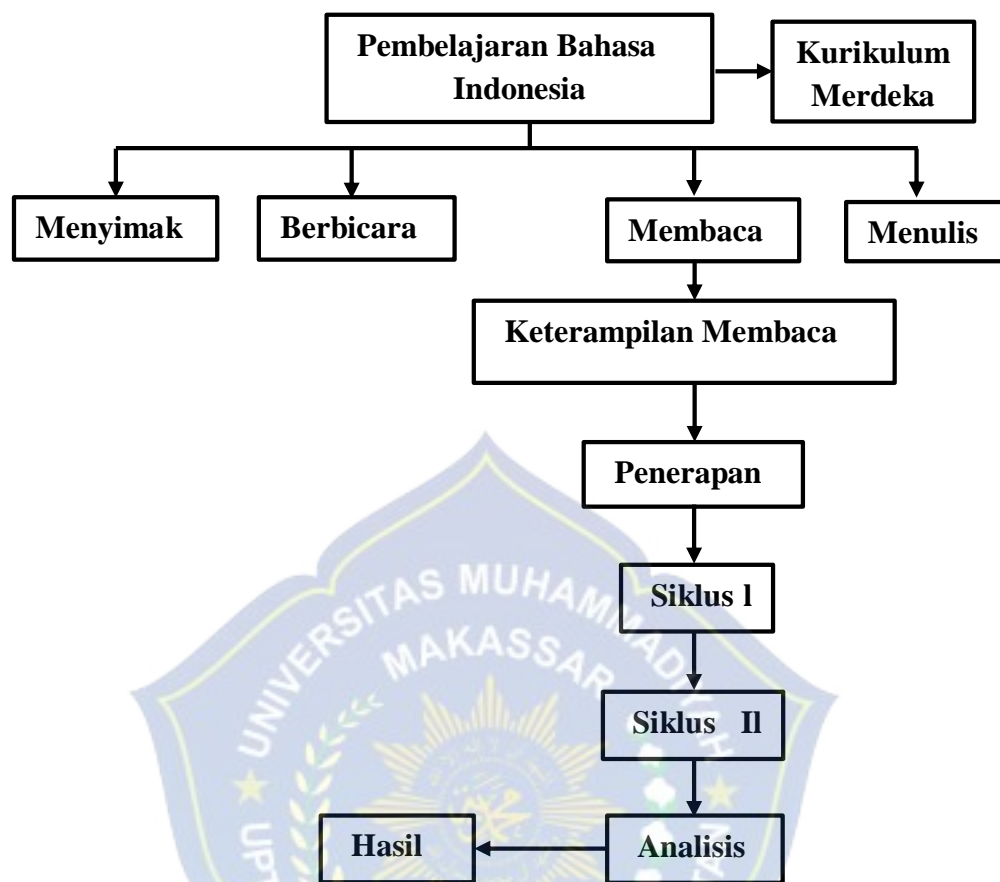 Pembelajaran Bahasa
Indonesia
Kurikulum
Merdeka
Menyimak
Berbicara
Membaca
Menulis
Keterampilan Membaca
Penerapan
Siklus l
Siklus Il
Analisis
Hasil
UNIVERSITAS MUHAMMADIYAH
MAKASSAR